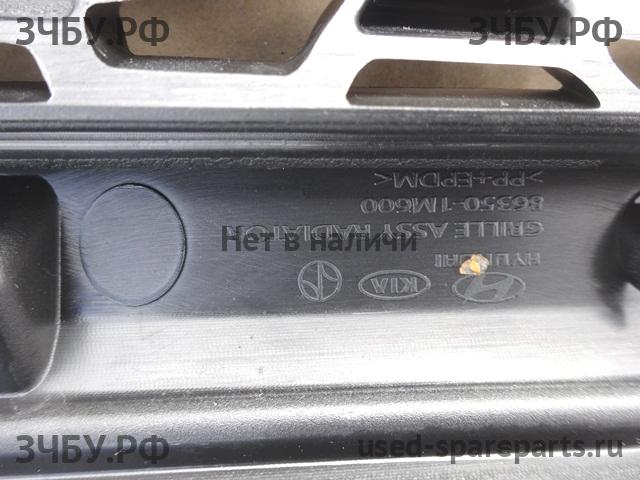 ЗЧБУ.РФ
ЗЧБУ.РФ
>PP+EPDM<
86350-1M600
GRILLE ASSY RADIATOR
Нет в наличии
HYUNDAI
KIA
ЗЧБУ.РФ
used-spareparts.ru